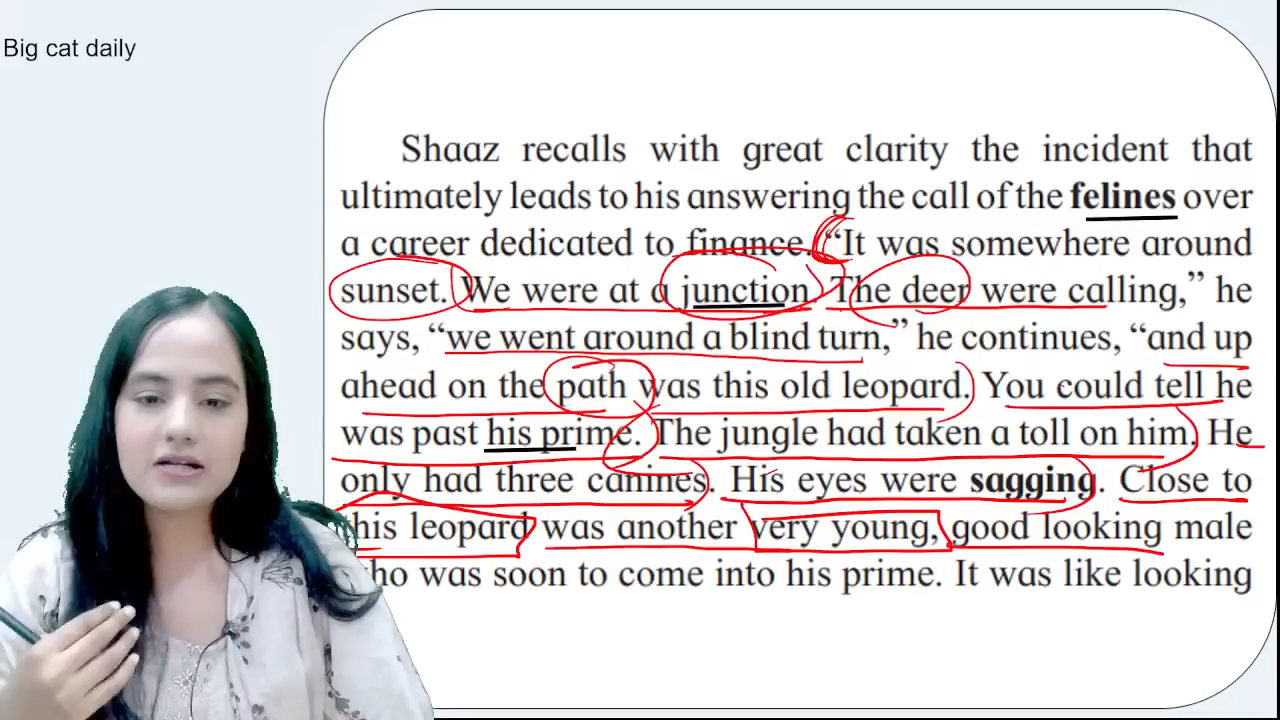 Big cat daily
Shaaz recalls with great clarity the incident that
ultimately leads to his answering the call of the felines over
a career dedicated to finance. “It was somewhere around
sunset. We were at a junction. The deer were calling,” he
says, “we went around a blind turn,” he continues, “and up
ahead on the path was this old leopard. You could tell he
was past his prime. The jungle had taken a toll on him. He
only had three canines. His eyes were sagging. Close to
this leopard was another very young, good looking male
who was soon to come into his prime. It was like looking